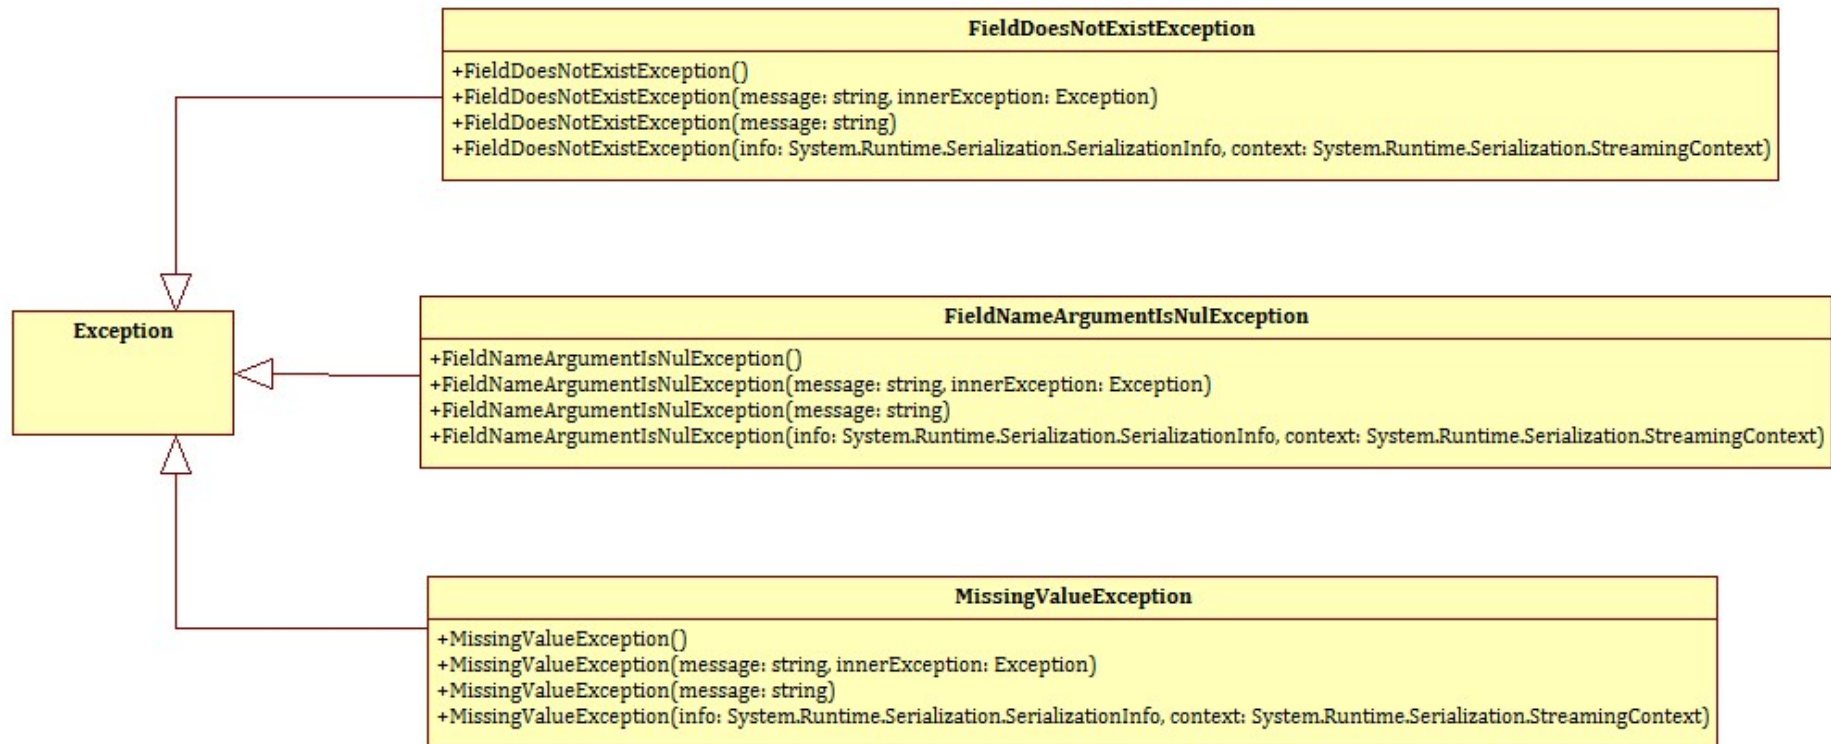 FieldDoesNotExistException
+FieldDoesNotExistException()
+FieldDoesNotExistException(message: string, innerException: Exception)
+FieldDoesNotExistException(message: string)
+FieldDoesNotExistException(info: System.Runtime.Serialization.SerializationInfo, context: System.Runtime.Serialization.StreamingContext)
Exception
FieldNameArgumentIsNulException
+FieldNameArgumentIsNulException()
+FieldNameArgumentIsNulException(message: string, innerException: Exception)
+FieldNameArgumentIsNulException(message: string)
+FieldNameArgumentIsNulException(info: System.Runtime.Serialization.SerializationInfo, context: System.Runtime.Serialization.StreamingContext)
MissingValueException
+MissingValueException()
+MissingValueException(message: string, innerException: Exception)
+MissingValueException(message: string)
+MissingValueException(info: System.Runtime.Serialization.SerializationInfo, context: System.Runtime.Serialization.StreamingContext)